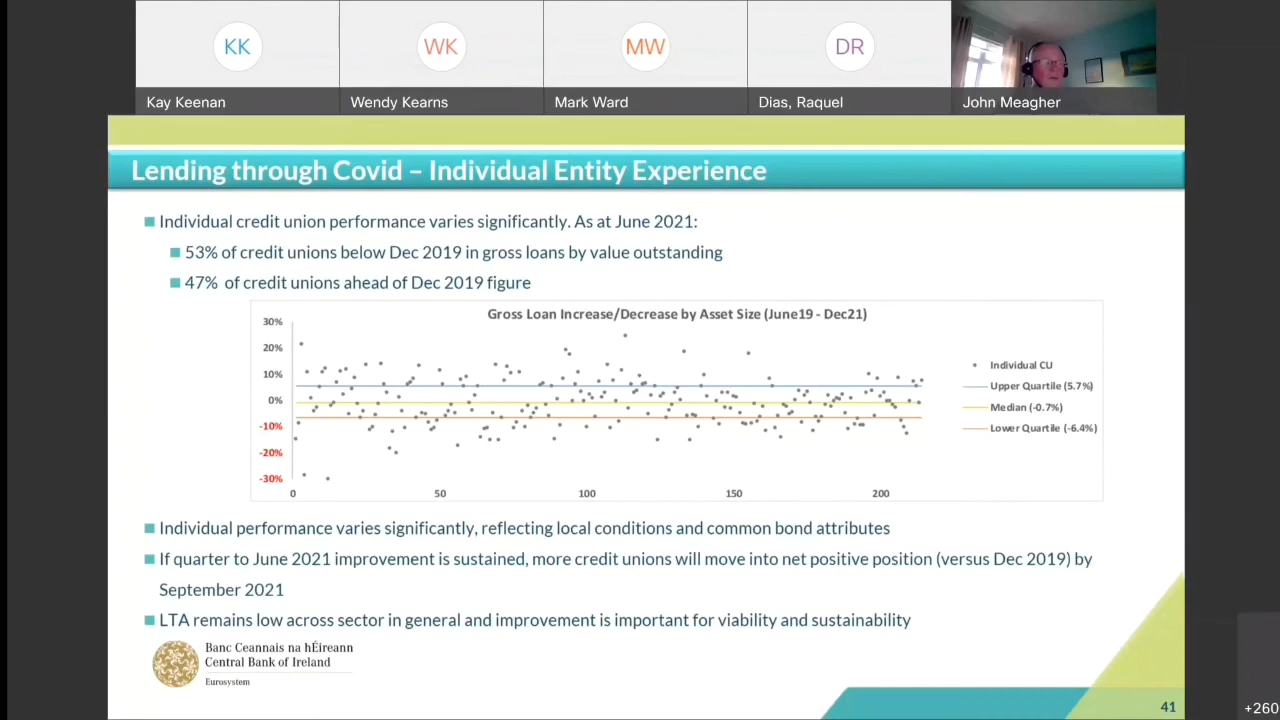 KK
WK
MW
DR
Kay Keenan
Wendy Kearns
Mark Ward
Dias, Raquel
John Meagher
Lending through Covid – Individual Entity Experience
Individual credit union performance varies significantly. As at June 2021:
53% of credit unions below Dec 2019 in gross loans by value outstanding
47% of credit unions ahead of Dec 2019 figure
Gross Loan Increase/Decrease by Asset Size (June19 - Dec21)
30%
20%
10%
0%
-10%
-20%
-30%
0
50
100
150
200
Individual CU
Upper Quartile (5.7%)
Median (-0.7%)
Lower Quartile (-6.4%)
Individual performance varies significantly, reflecting local conditions and common bond attributes
If quarter to June 2021 improvement is sustained, more credit unions will move into net positive position (versus Dec 2019) by
September 2021
LTA remains low across sector in general and improvement is important for viability and sustainability
Banc Ceannais na hÉireann
Central Bank of Ireland
Eurosystem
41
+260